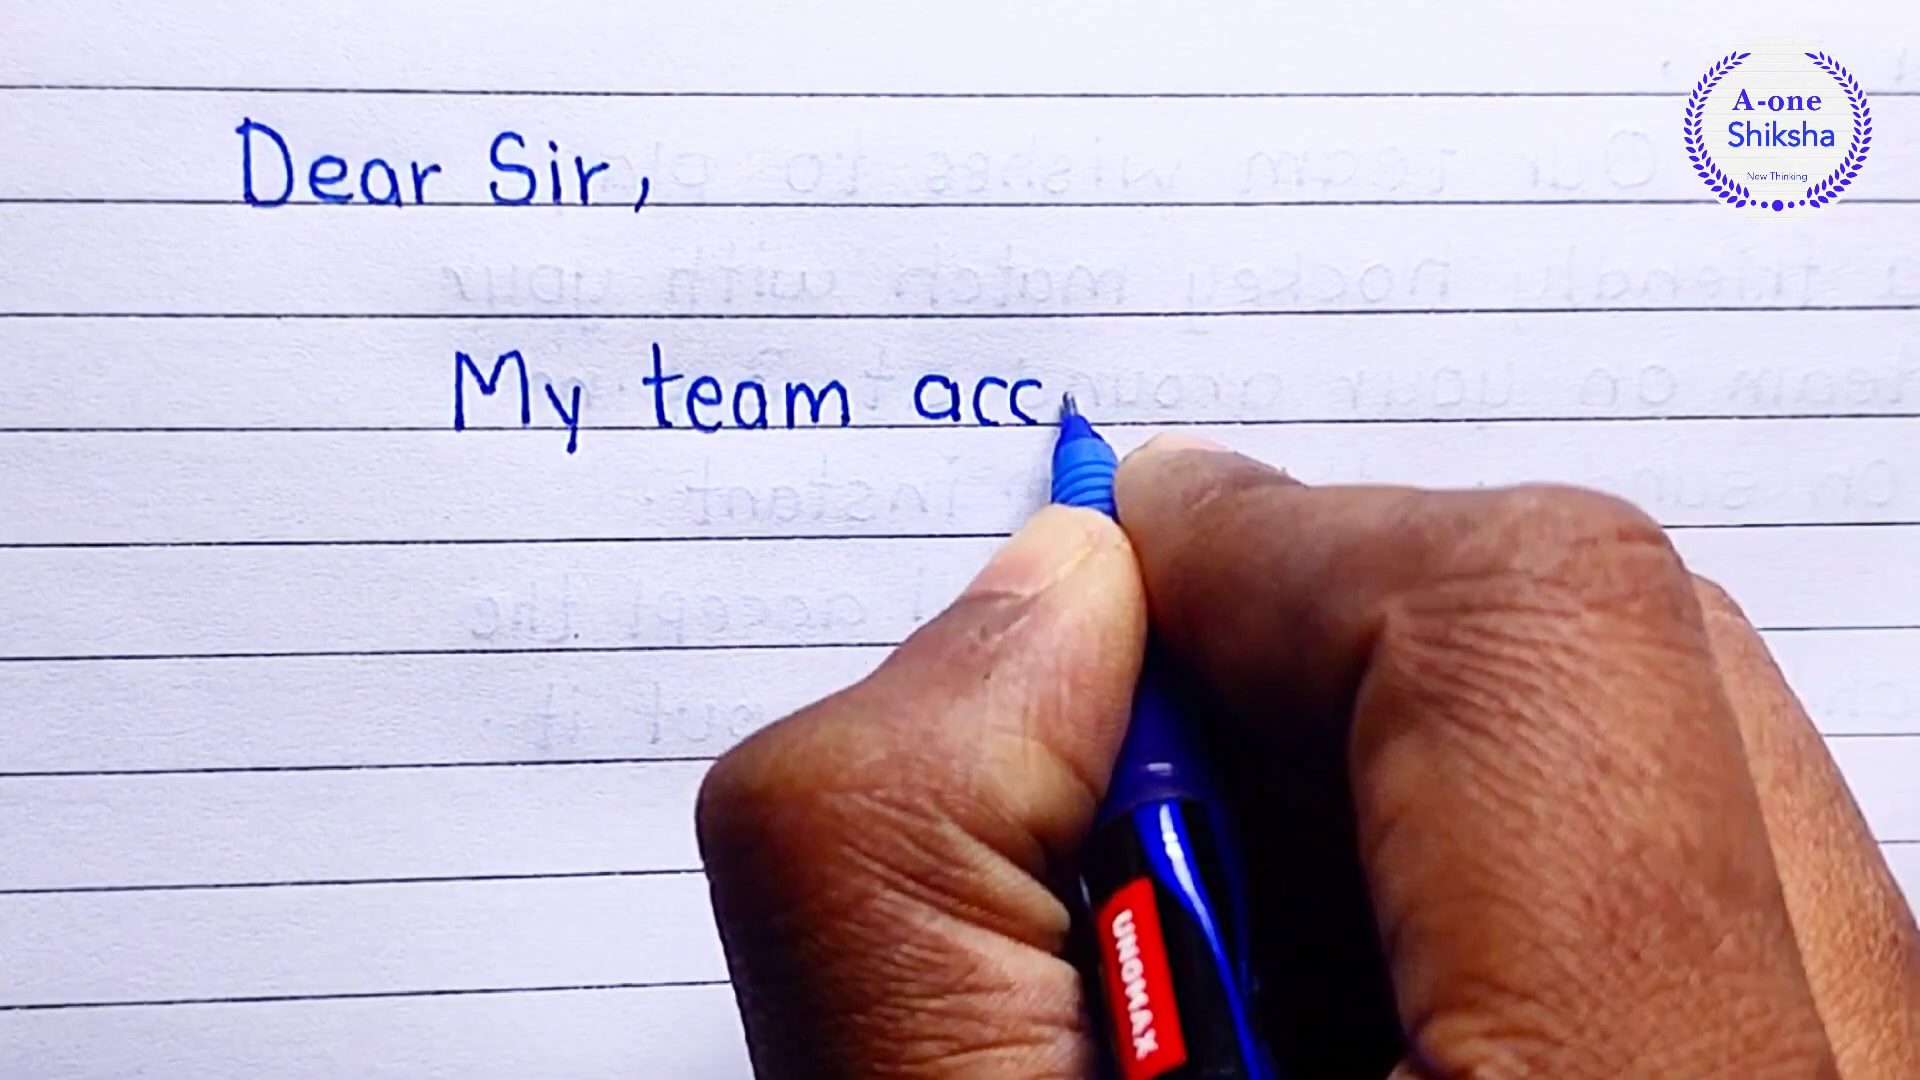 A-one
Shiksha
New Thinking
Dear Sir,
My team acc
UNOMAX